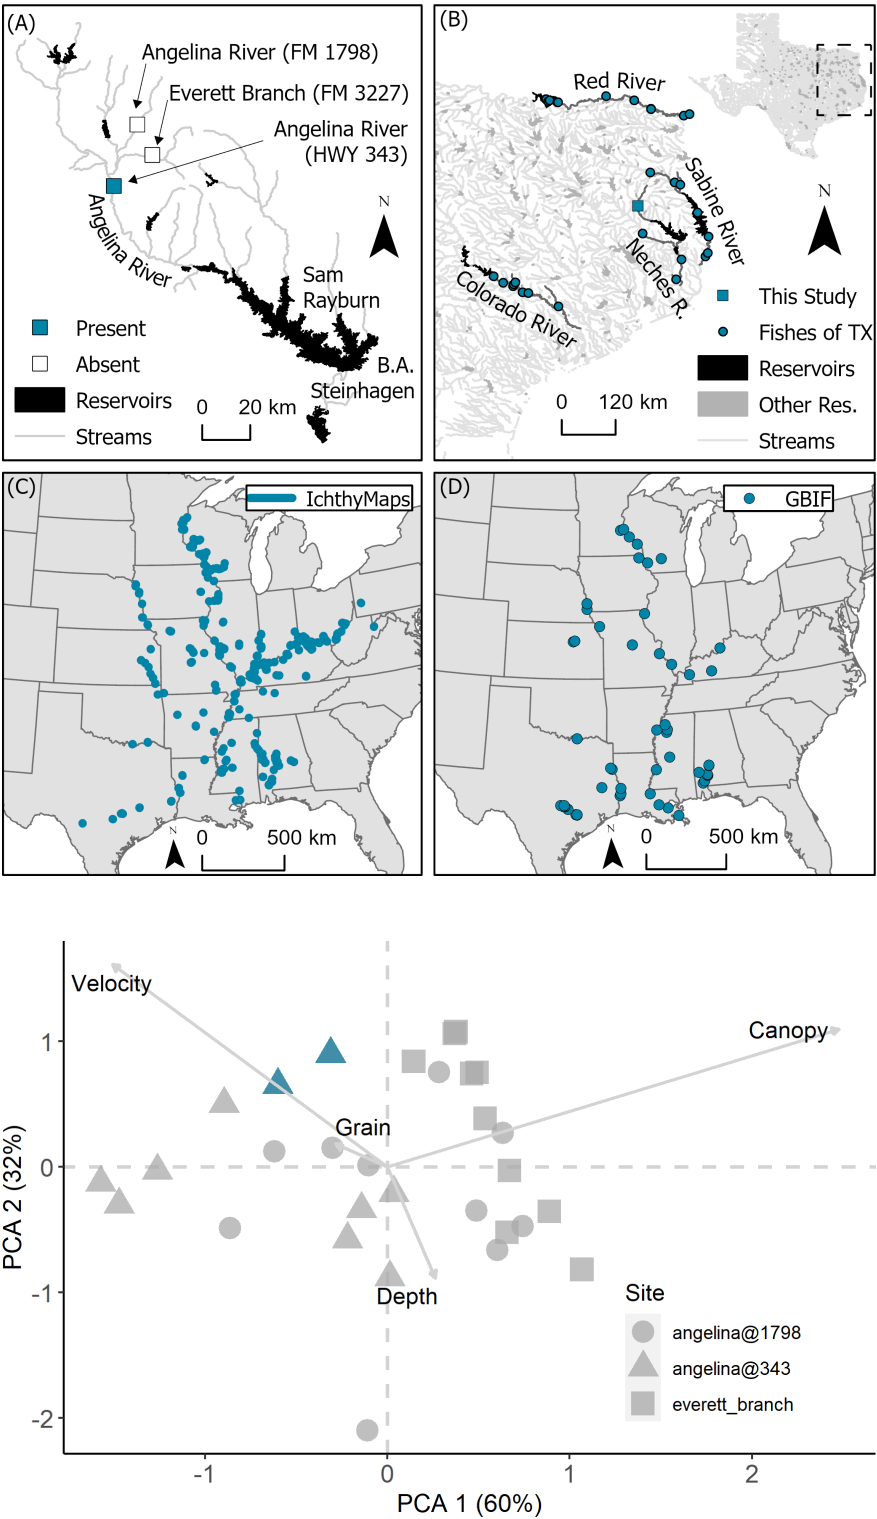 (A)
Angelina River (FM 1798)
Everett Branch (FM 3227)
Angelina River
(HWY 343)
N
Angelina River
Sam
Rayburn
B.A.
Steinhagen
Present
Absent
Reservoirs
Streams
0 20 km
(B)
Red River
Sabine River
N
Neches R.
Colorado River
This Study
Fishes of TX
Reservoirs
Other Res.
Streams
0 120 km
(C)
IchthyMaps
N
0 500 km
(D)
GBIF
N
0 500 km
Velocity
Canopy
Grain
Depth
1
0
-1
-2
PCA 2 (32%)
-1 0 1 2
PCA 1 (60%)
Site
angelina@1798
angelina@343
everett_branch